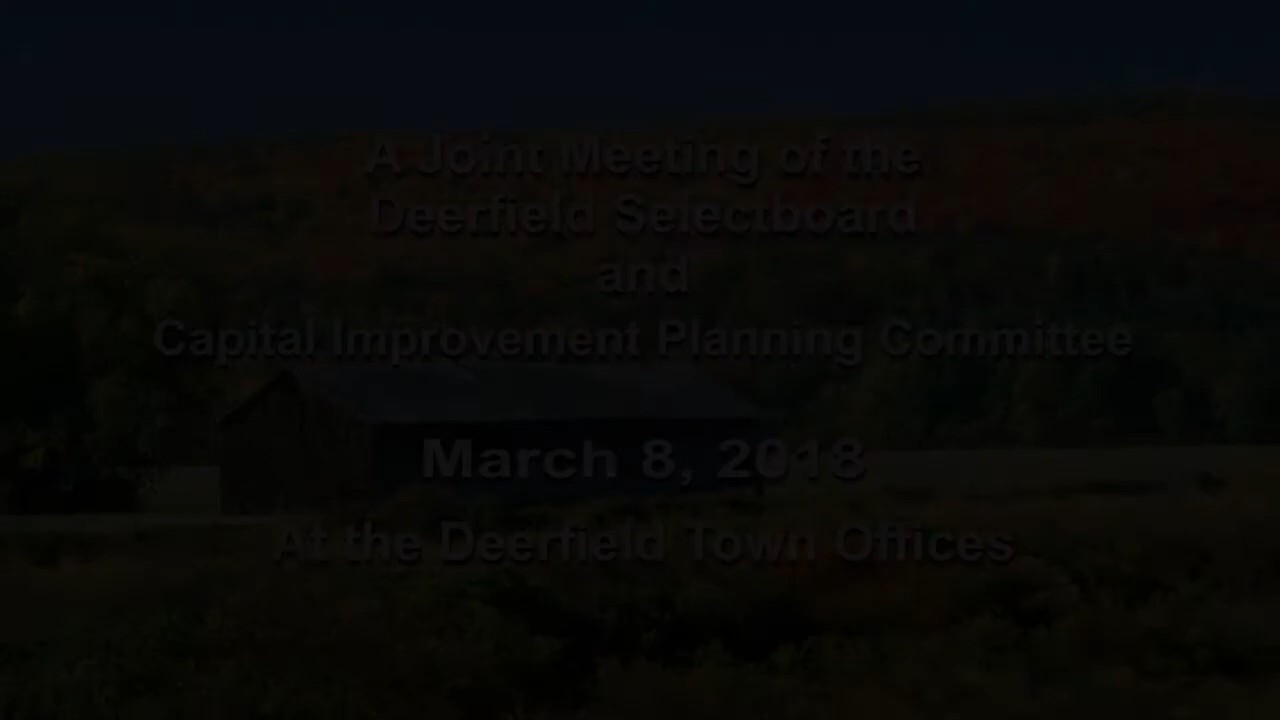 A Joint Meeting of the
Deerfield Selectboard
and
Capital Improvement Planning Committee
March 8, 2018
At the Deerfield Town Offices